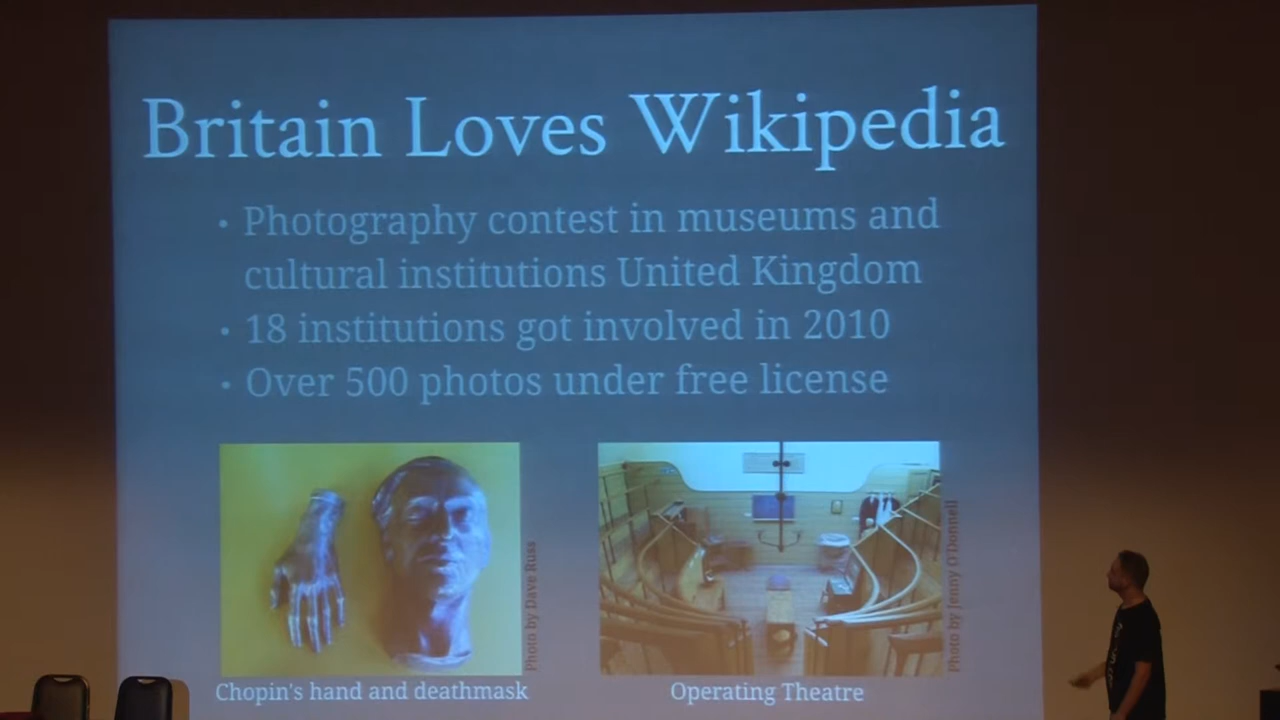 Britain Loves Wikipedia
• Photography contest in museums and
cultural institutions United Kingdom
• 18 institutions got involved in 2010
• Over 500 photos under free license
Photo by Dave Russ
Photo by Jenny O'Donnell
Chopin's hand and deathmask
Operating Theatre